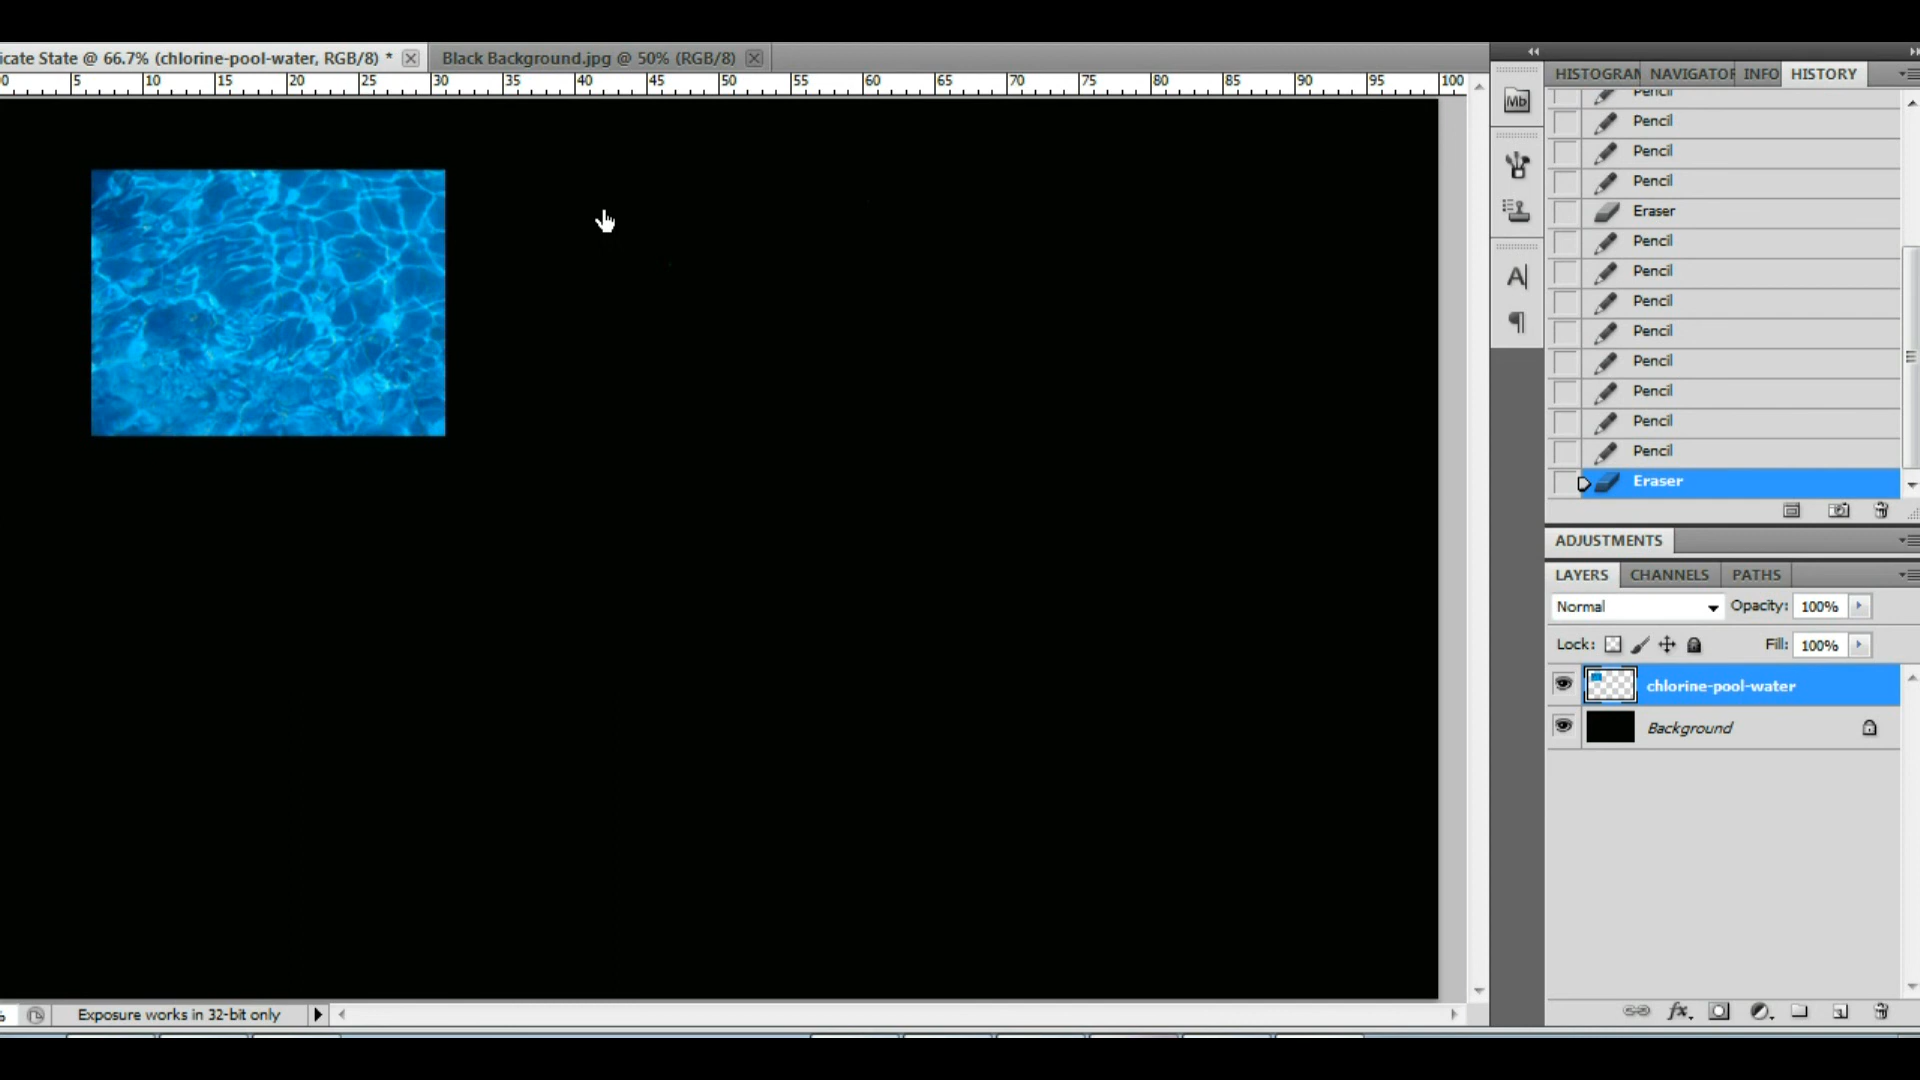 icate State @ 66.7% (chlorine-pool-water, RGB/8) *
Black Background.jpg @ 50% (RGB/8)
0 5 10 15 20 25 30 35 40 45 50 55 60 65 70 75 80 85 90 95 100
Mb
A
HISTOGRAM NAVIGATOR INFO HISTORY
Pencil
Pencil
Pencil
Pencil
Eraser
Pencil
Pencil
Pencil
Pencil
Pencil
Pencil
Pencil
Pencil
Eraser
ADJUSTMENTS
LAYERS CHANNELS PATHS
Normal Opacity: 100%
Lock: Fill: 100%
chlorine-pool-water
Background
% Exposure works in 32-bit only
fx